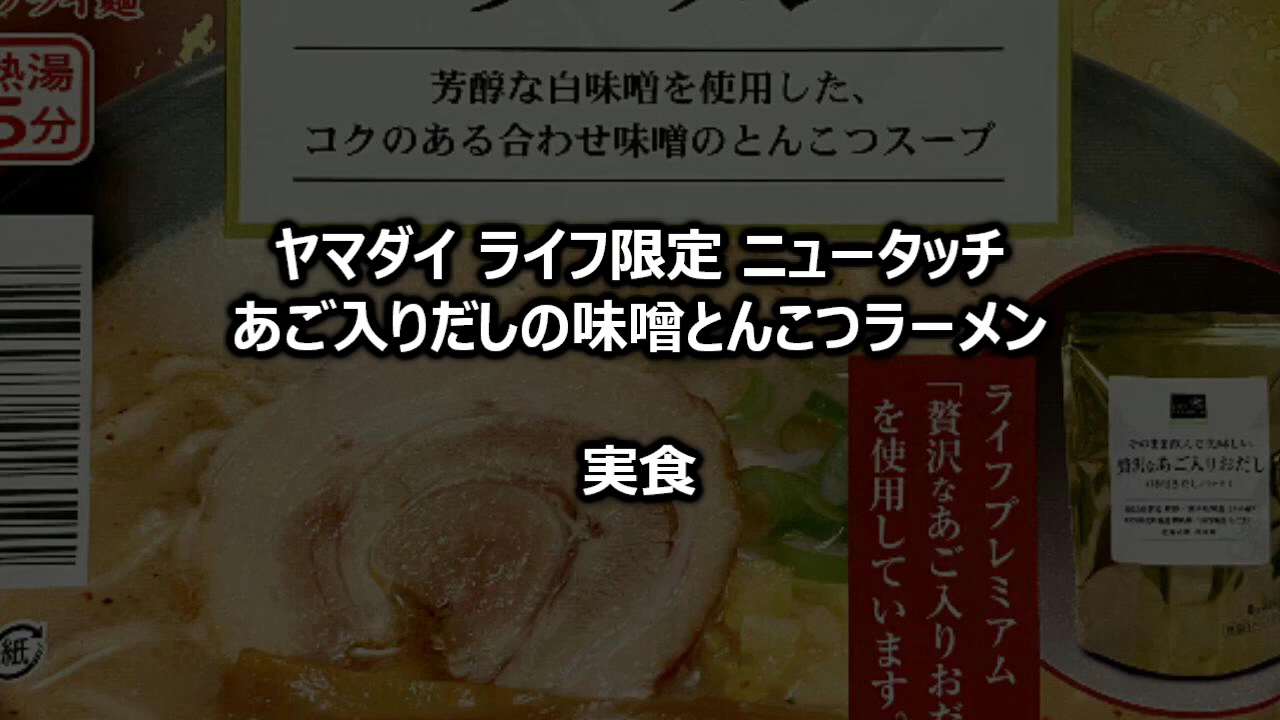 ライ麺
熱湯
5分
芳醇な白味噌を使用した、
コクのある合わせ味噌のとんこつスープ
ヤマダイ ライフ限定 ニュータッチ
あご入りだしの味噌とんこつラーメン
実食
ライフプレミアム
「贅沢なあご入りおだ
を使用しています。
そのまま飲んで美味しい
贅沢なあご入りおだし
紙